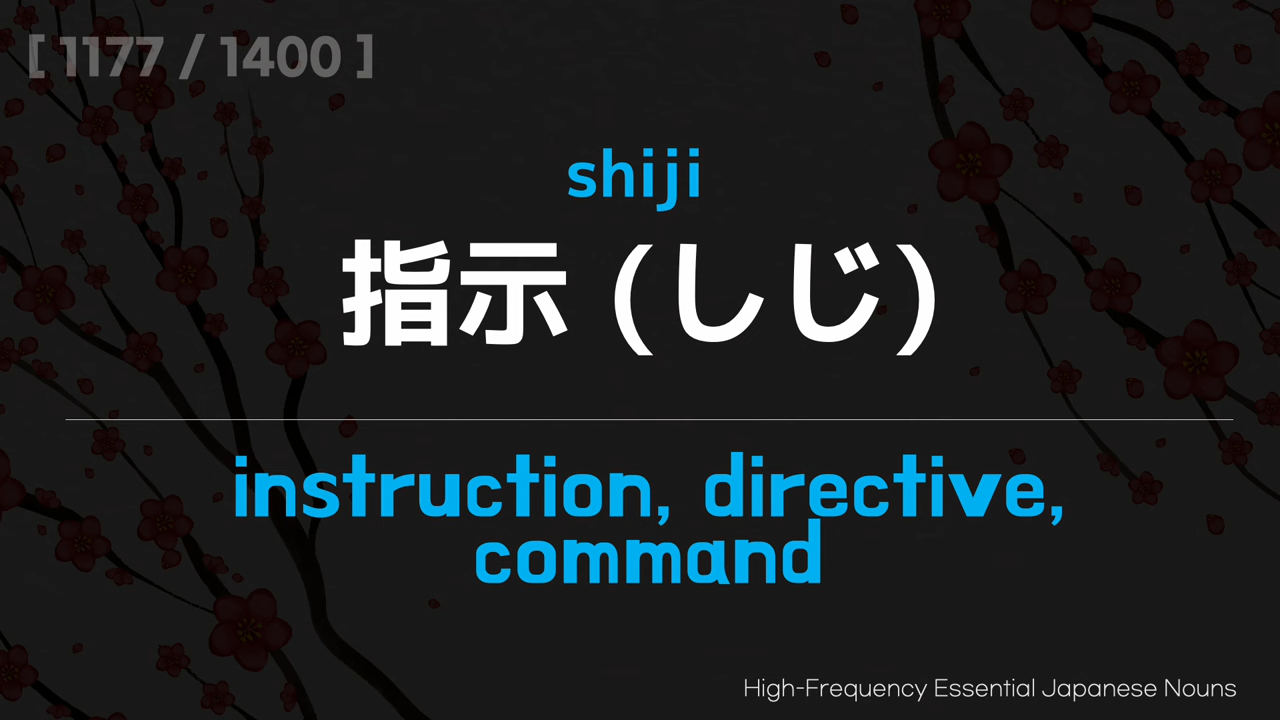 [ 1177 / 1400 ]
shiji
指示 (しじ)
instruction, directive,
command
High-Frequency Essential Japanese Nouns